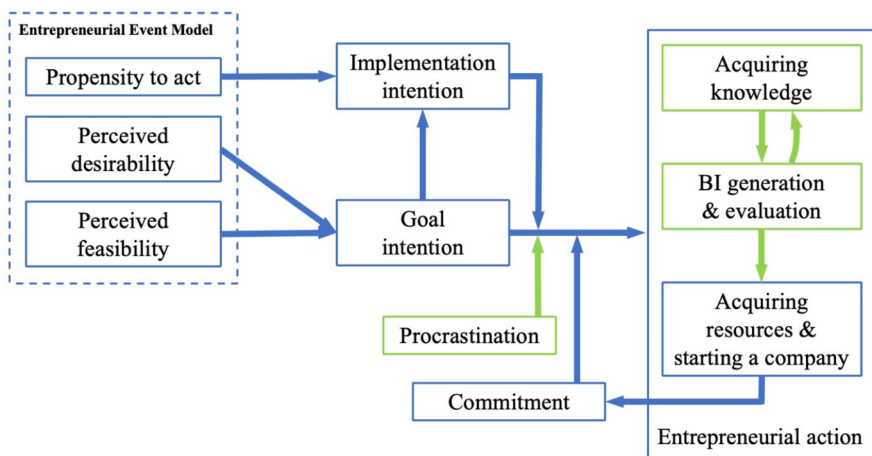 Entrepreneurial Event Model
Propensity to act
Perceived
desirability
Perceived
feasibility
Implementation
intention
Goal
intention
Procrastination
Commitment
Acquiring
knowledge
BI generation
& evaluation
Acquiring
resources &
starting a company
Entrepreneurial action